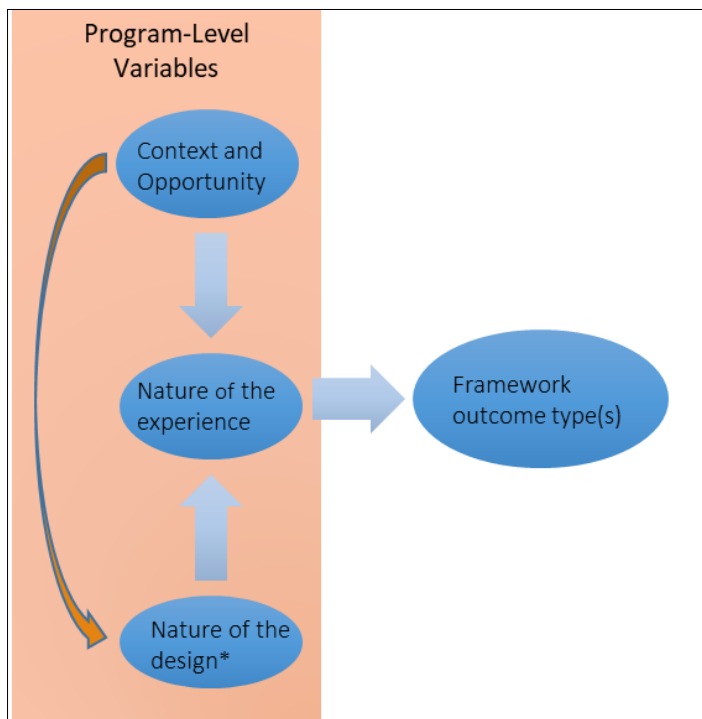 Program-Level
Variables
Context and
Opportunity
Nature of the
experience
Framework
outcome type(s)
Nature of the
design*